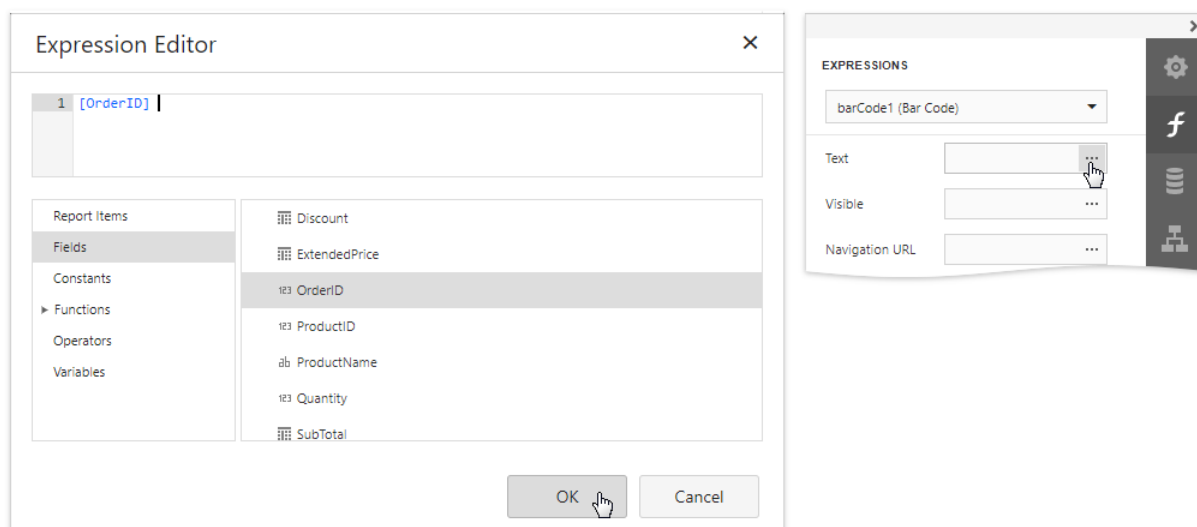 Expression Editor
1 [OrderID]
Report Items
Fields
Constants
Functions
Operators
Variables
Discount
ExtendedPrice
123 OrderID
123 ProductID
ab ProductName
123 Quantity
SubTotal
OK
Cancel
EXPRESSIONS
barCode1 (Bar Code)
Text ...
Visible ...
Navigation URL ...